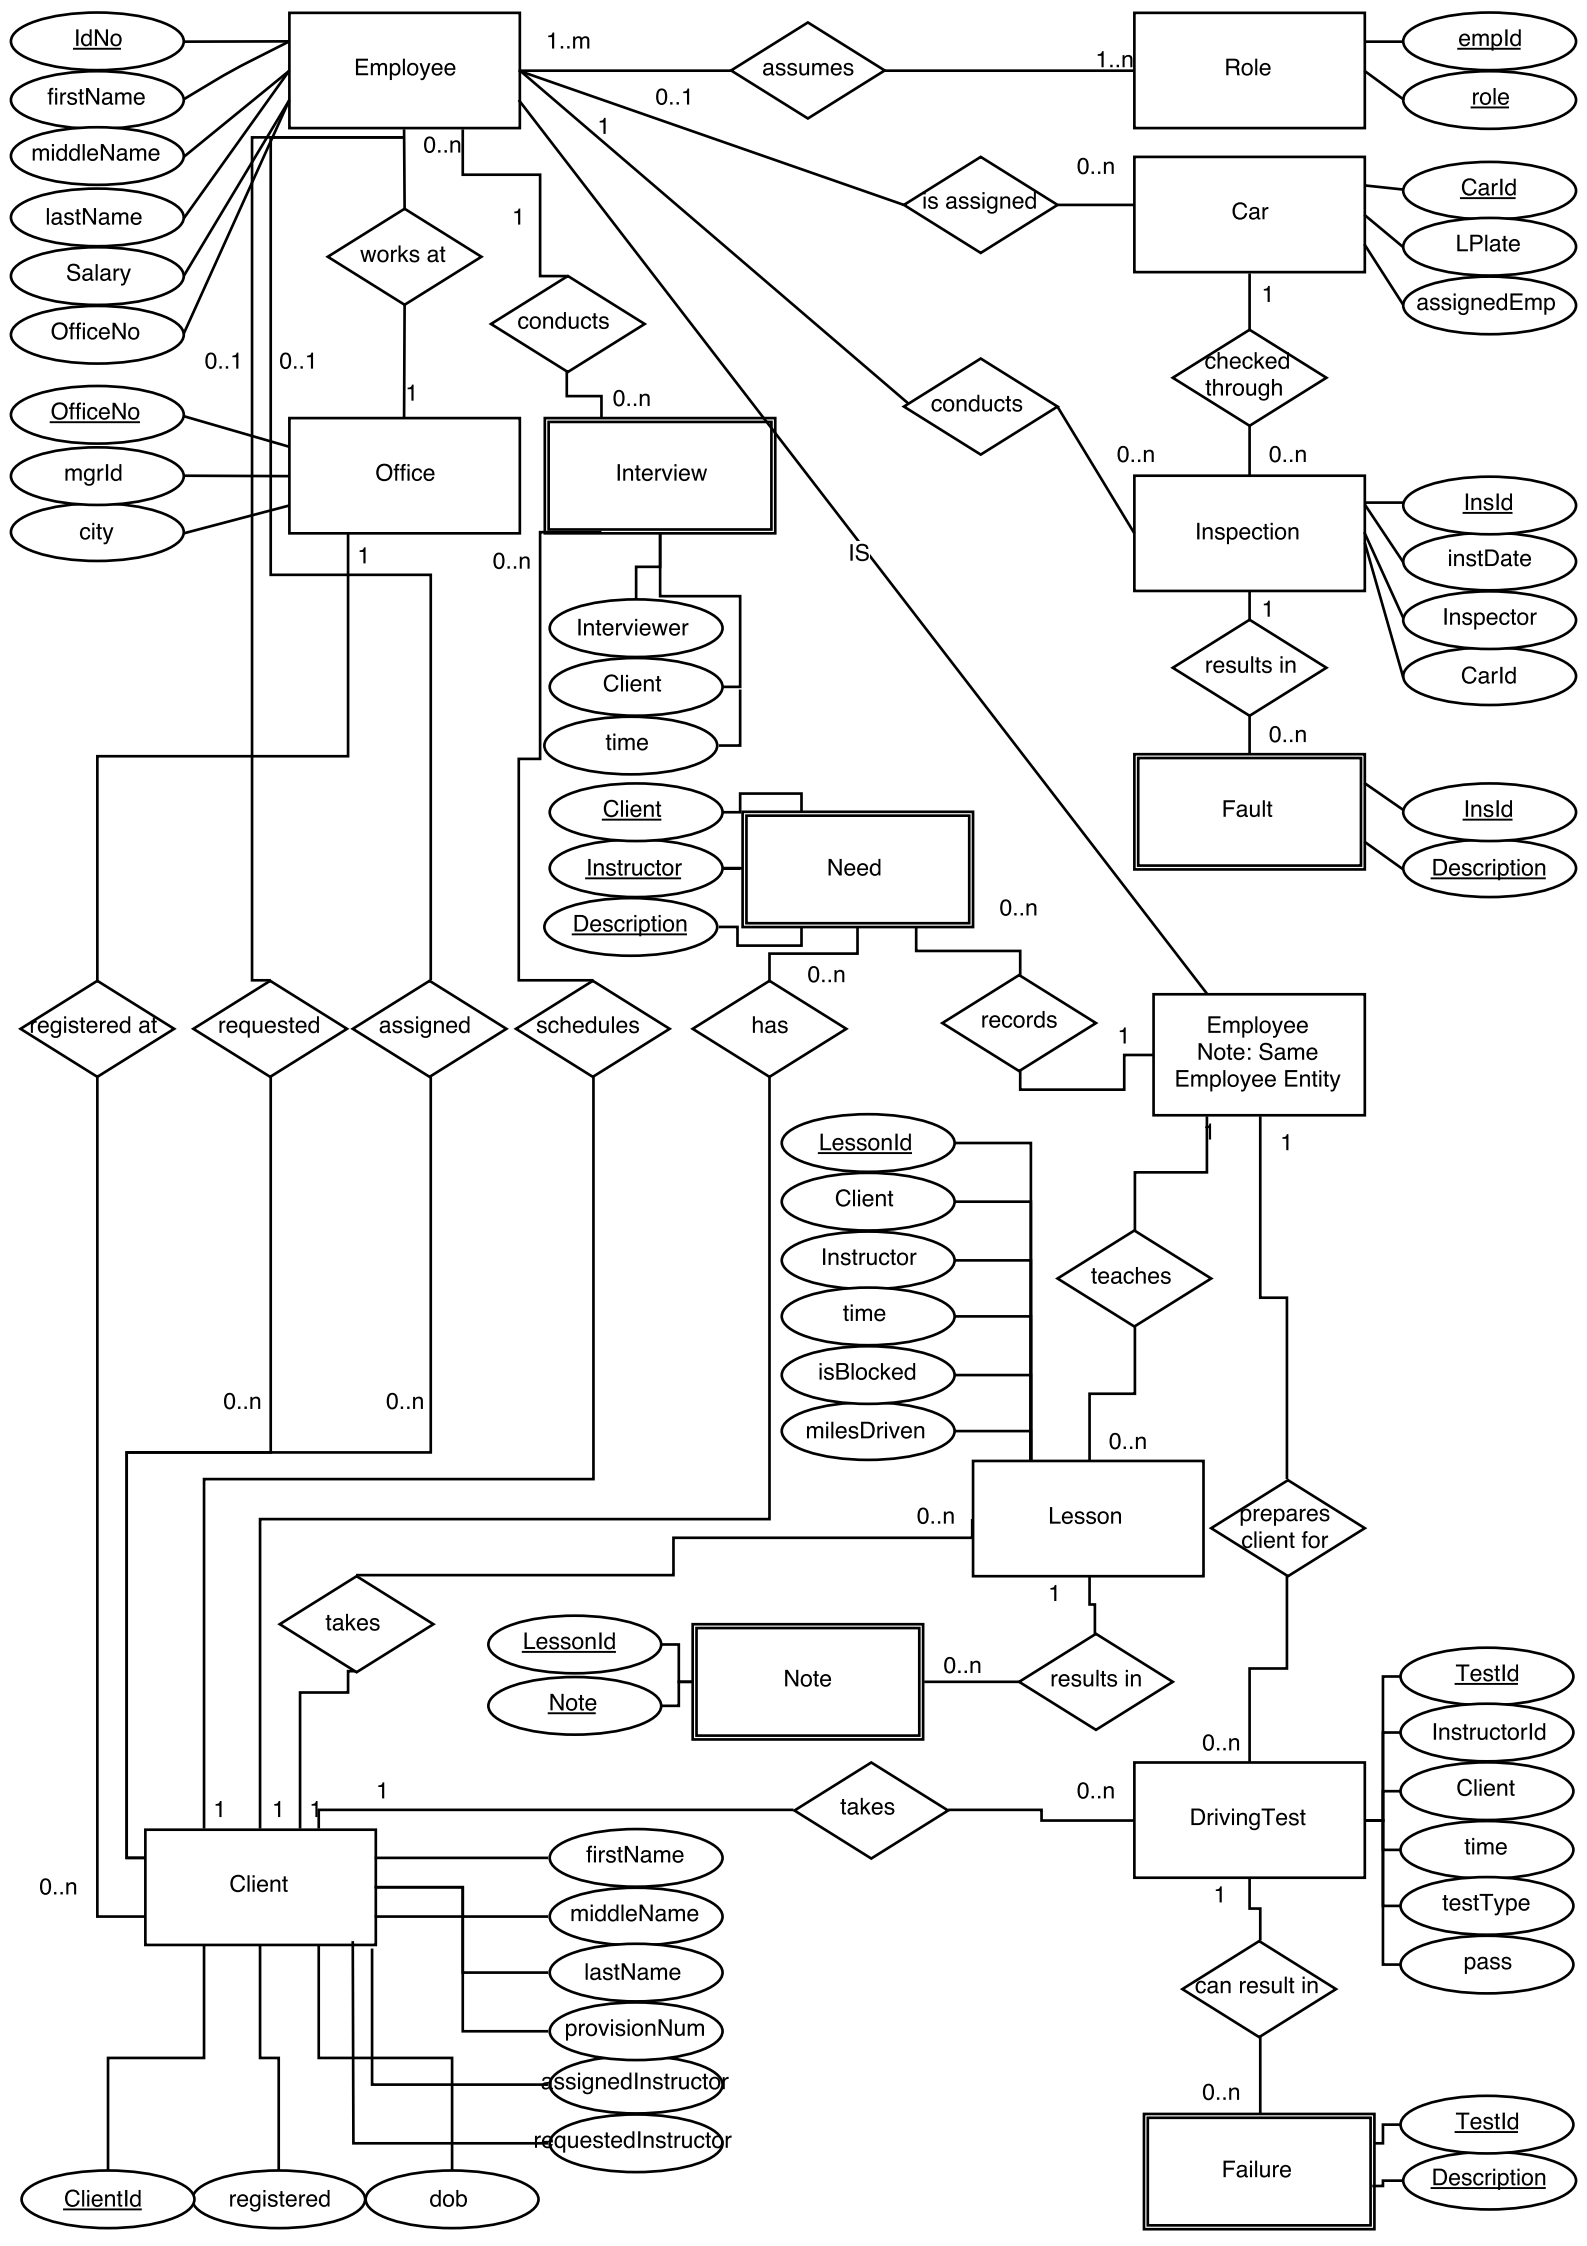 IdNo
firstName
middleName
lastName
Salary
OfficeNo
Employee
1..m
assumes
1..n
Role
empId
role
0..1
1
0..n
is assigned
0..n
Car
CarId
LPlate
assignedEmp
works at
1
conducts
1
checked
through
0..1
0..1
1
0..n
conducts
0..n
0..n
OfficeNo
mgrId
city
Office
Interview
Inspection
InsId
instDate
Inspector
CarId
1
0..n
IS
1
results in
0..n
Interviewer
Client
time
Client
Instructor
Description
Need
Fault
InsId
Description
0..n
0..n
registered at
requested
assigned
schedules
has
records
1
Employee
Note: Same
Employee Entity
1
1
LessonId
Client
Instructor
time
isBlocked
milesDriven
teaches
0..n
0..n
0..n
0..n
Lesson
prepares
client for
1
takes
LessonId
Note
Note
0..n
results in
TestId
InstructorId
Client
time
testType
pass
0..n
1
1
1
1
takes
0..n
DrivingTest
1
0..n
Client
firstName
middleName
lastName
provisionNum
assignedInstructor
requestedInstructor
can result in
0..n
ClientId
registered
dob
Failure
TestId
Description